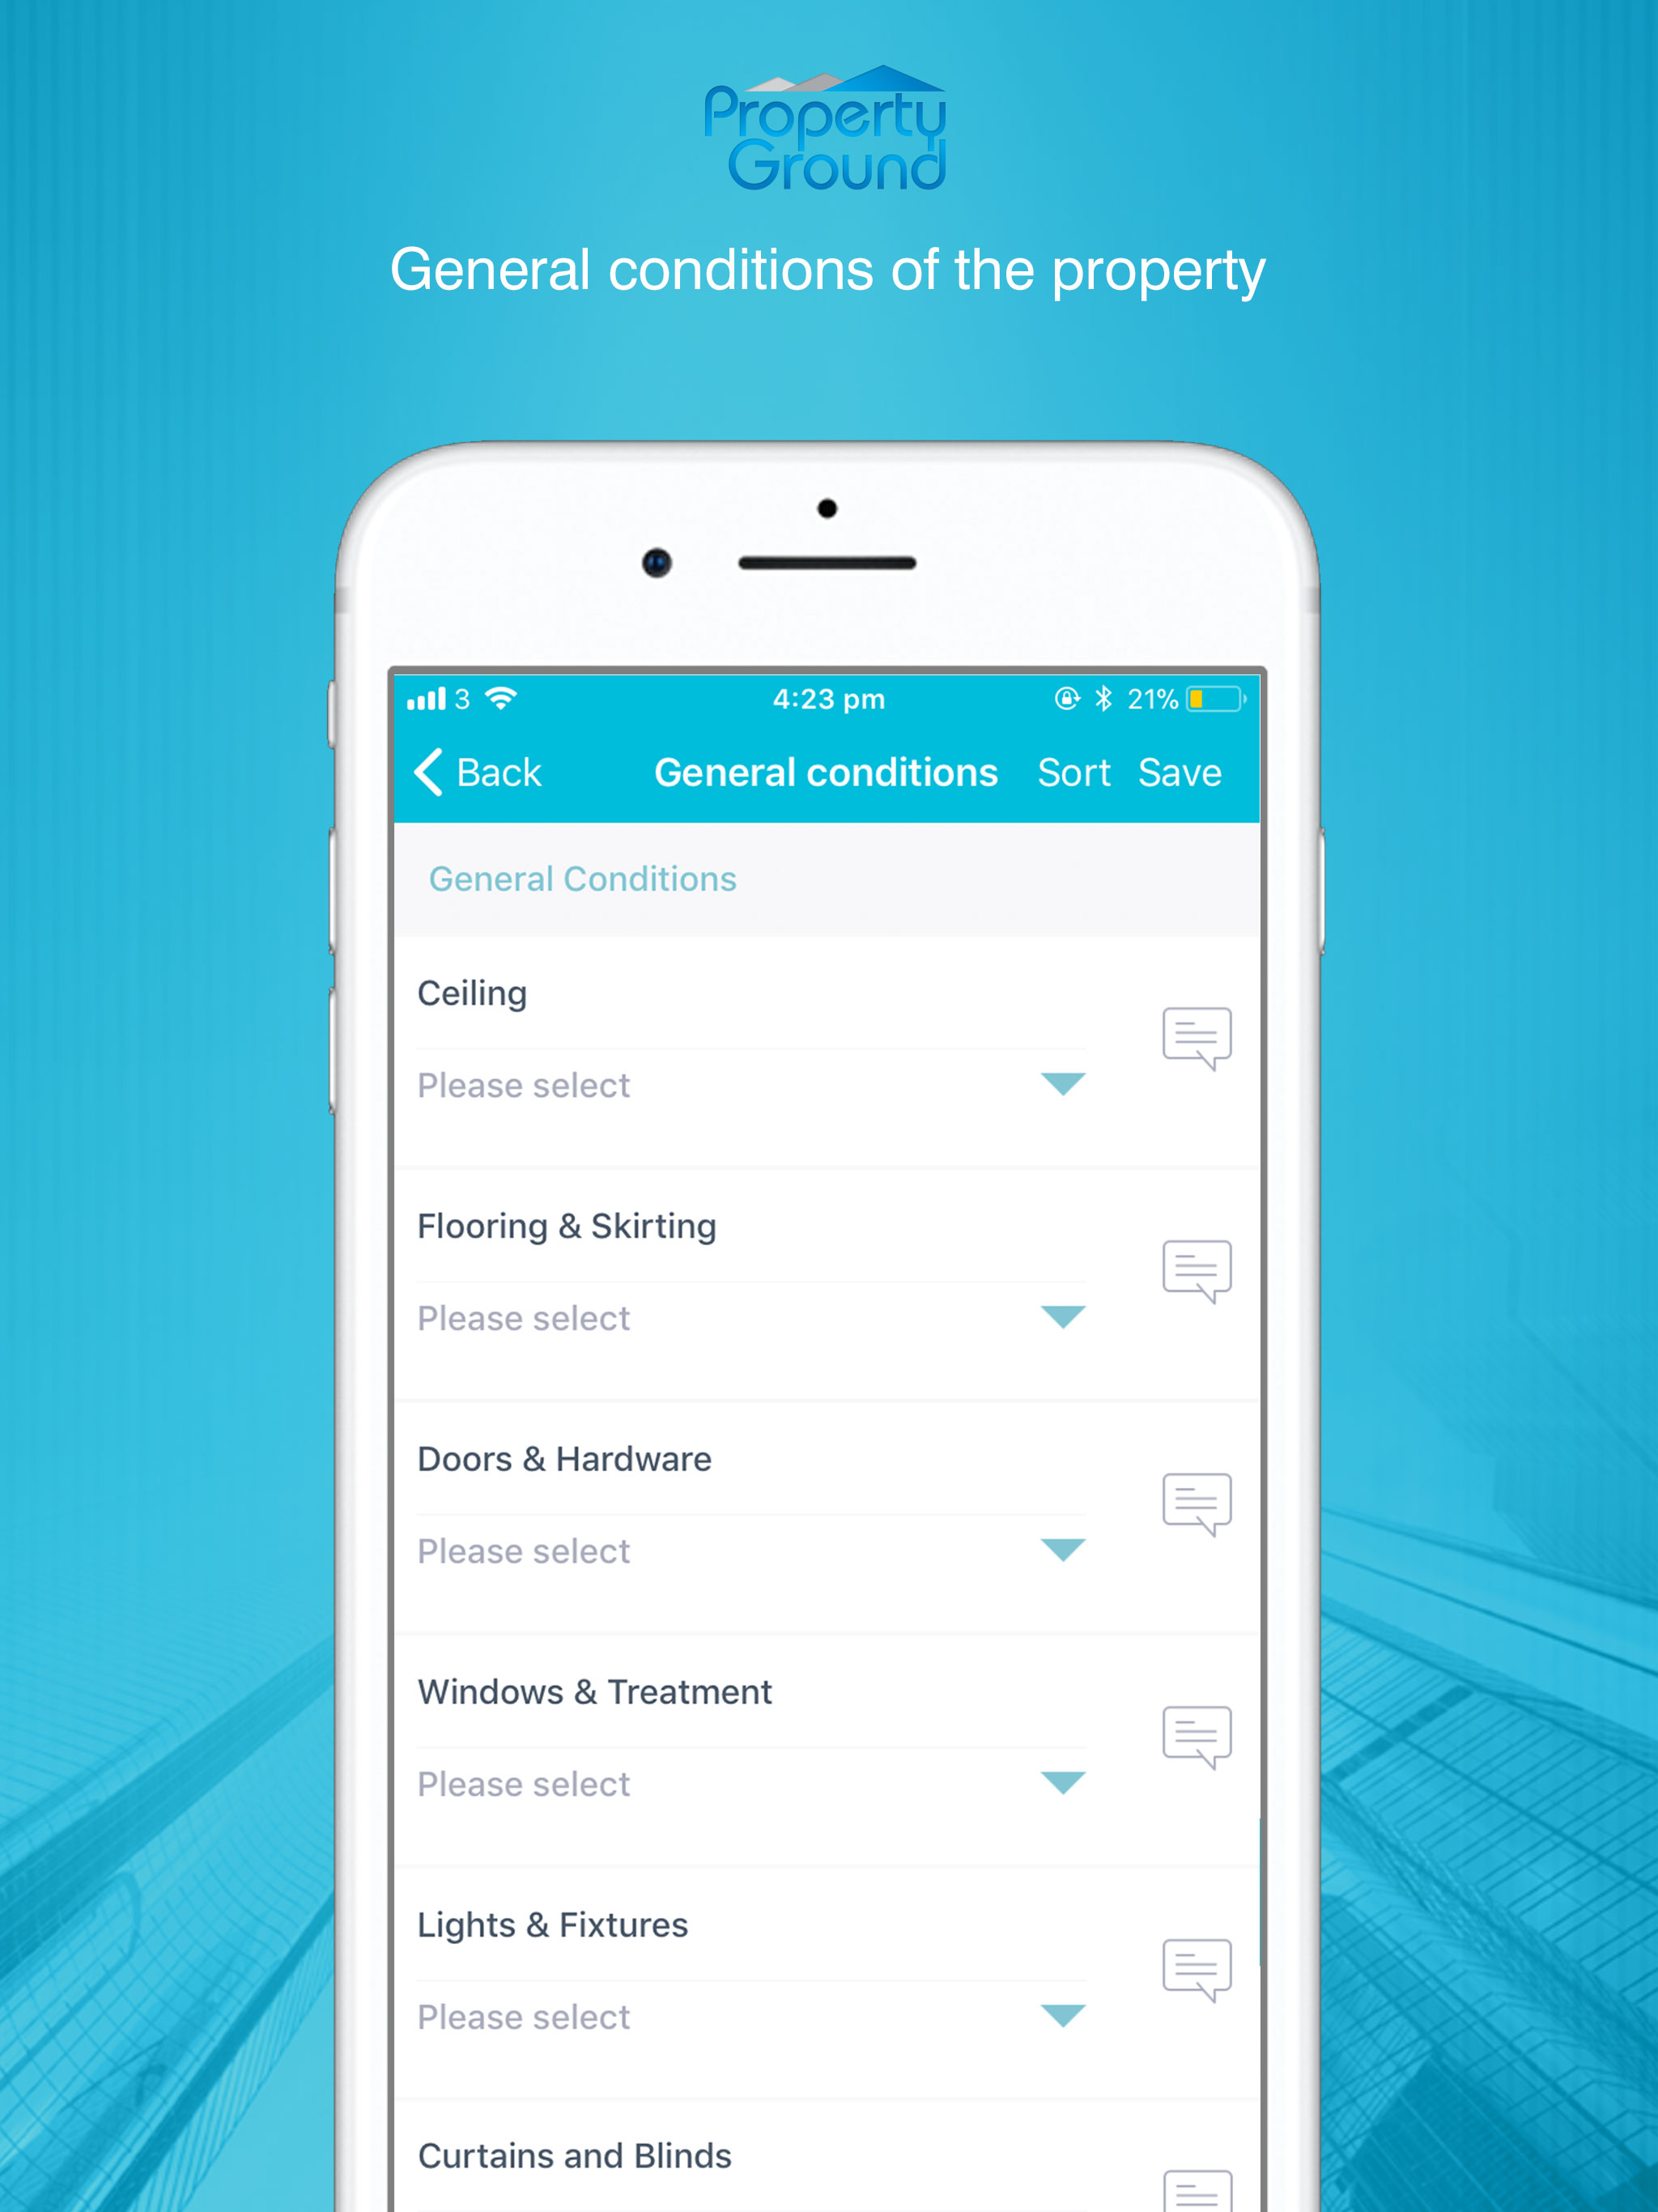 Property
Ground
General conditions of the property
3 4:23 pm 21%
Back General conditions Sort Save
General Conditions
Ceiling
Please select
Flooring & Skirting
Please select
Doors & Hardware
Please select
Windows & Treatment
Please select
Lights & Fixtures
Please select
Curtains and Blinds